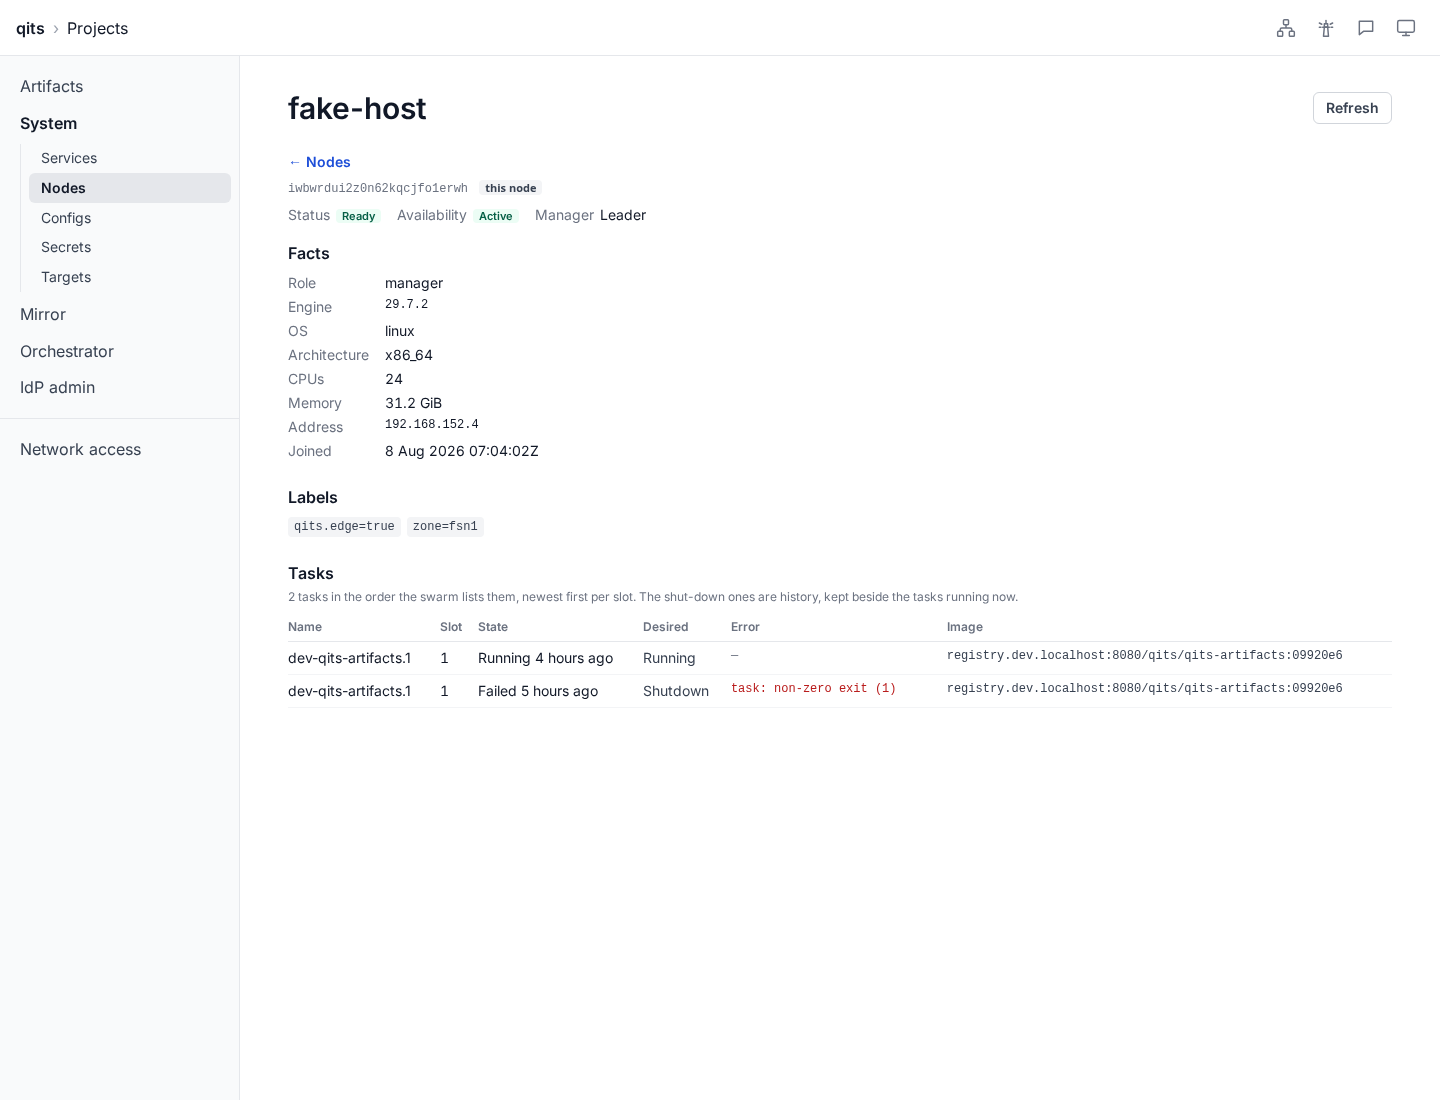 qits › Projects
Artifacts
System
Services
Nodes
Configs
Secrets
Targets
Mirror
Orchestrator
IdP admin
Network access
fake-host
Refresh
← Nodes
iwbwrdui2z0n62kqcjfo1erwh this node
Status Ready Availability Active Manager Leader
Facts
Role manager
Engine 29.7.2
OS linux
Architecture x86_64
CPUs 24
Memory 31.2 GiB
Address 192.168.152.4
Joined 8 Aug 2026 07:04:02Z
Labels
qits.edge=true zone=fsn1
Tasks
2 tasks in the order the swarm lists them, newest first per slot. The shut-down ones are history, kept beside the tasks running now.
Name Slot State Desired Error Image
dev-qits-artifacts.1 1 Running 4 hours ago Running — registry.dev.localhost:8080/qits/qits-artifacts:09920e6
dev-qits-artifacts.1 1 Failed 5 hours ago Shutdown task: non-zero exit (1) registry.dev.localhost:8080/qits/qits-artifacts:09920e6